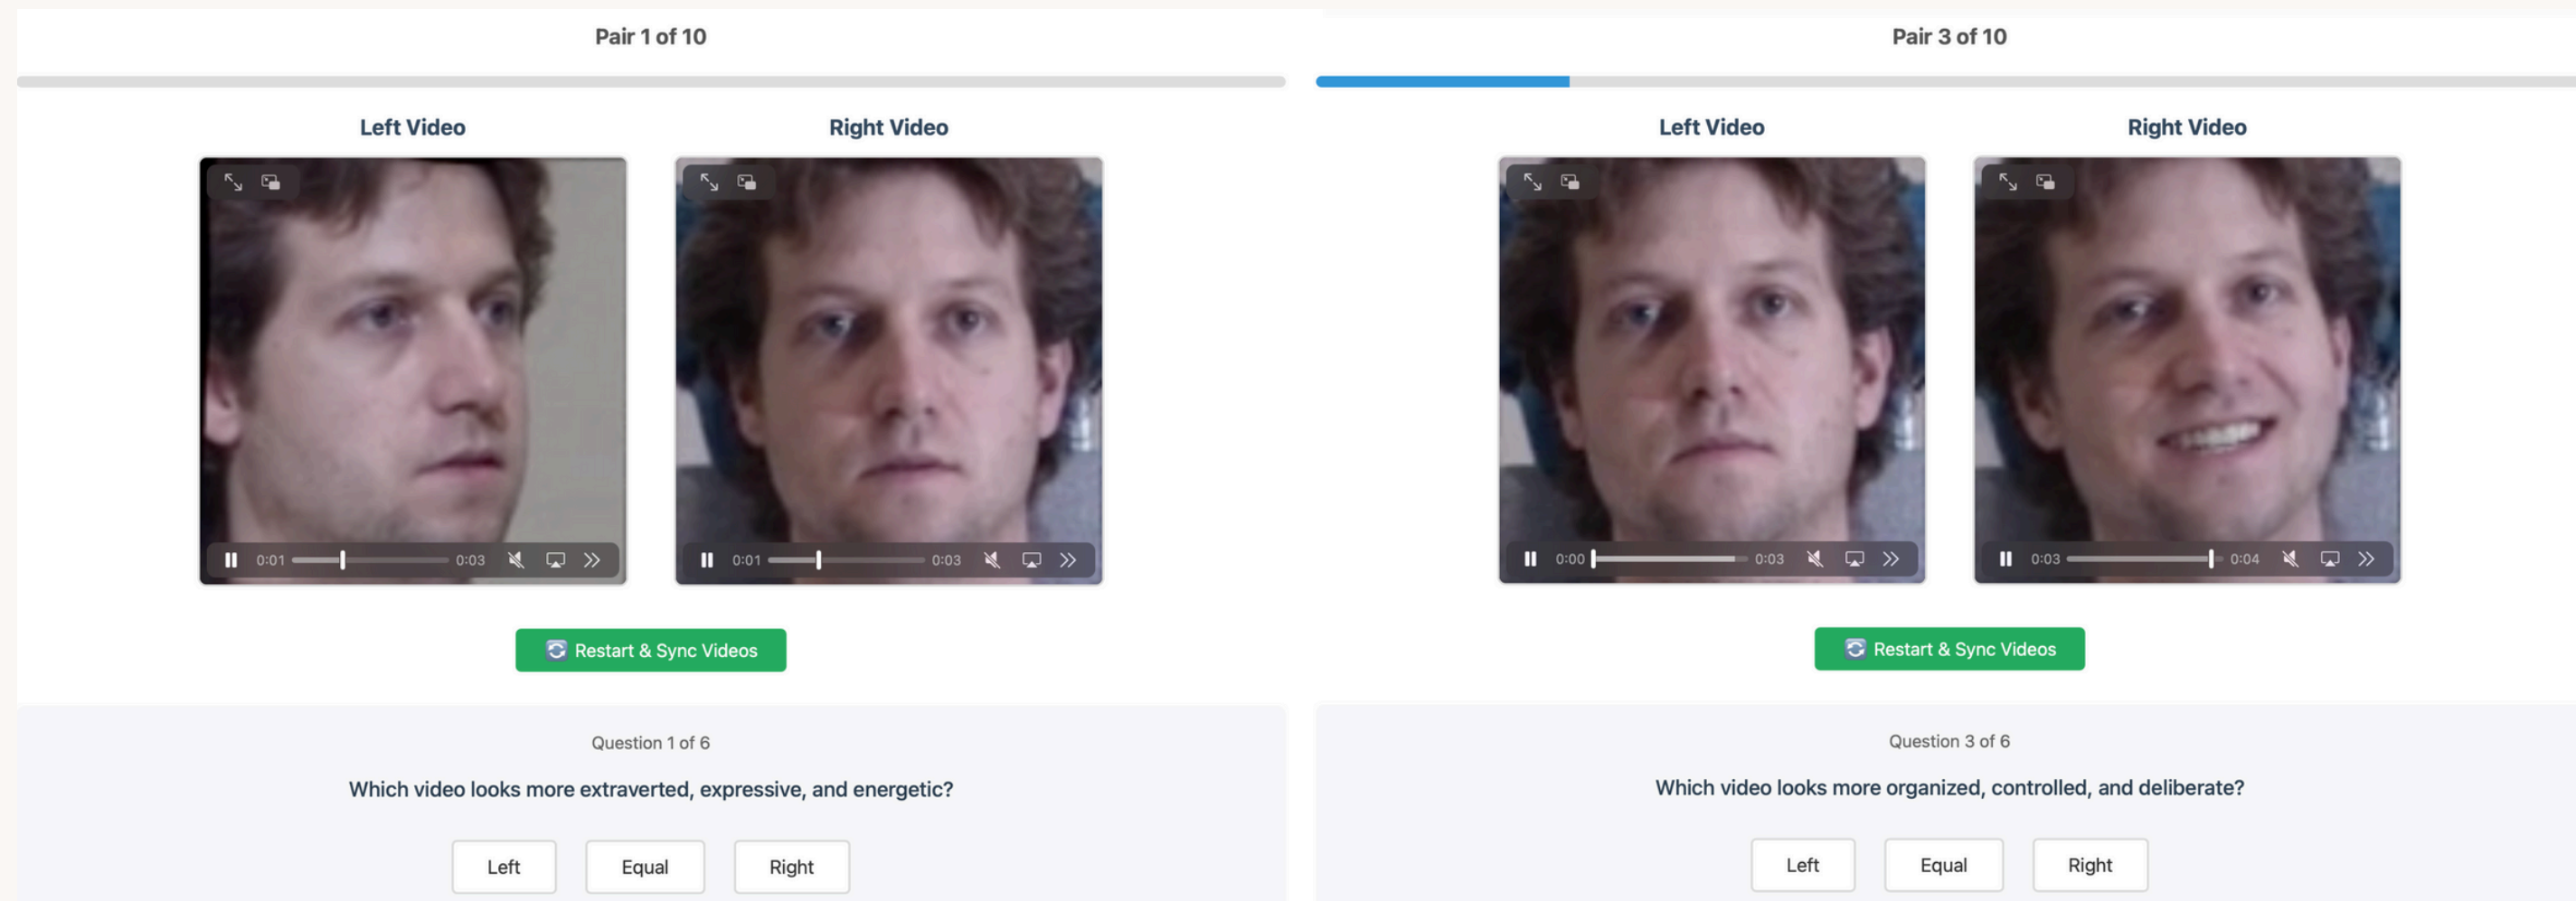 Pair 1 of 10
Left Video
Right Video
0:01
0:03
0:01
0:03
Restart & Sync Videos
Question 1 of 6
Which video looks more extraverted, expressive, and energetic?
Left
Equal
Right
Pair 3 of 10
Left Video
Right Video
0:00
0:03
0:03
0:04
Restart & Sync Videos
Question 3 of 6
Which video looks more organized, controlled, and deliberate?
Left
Equal
Right